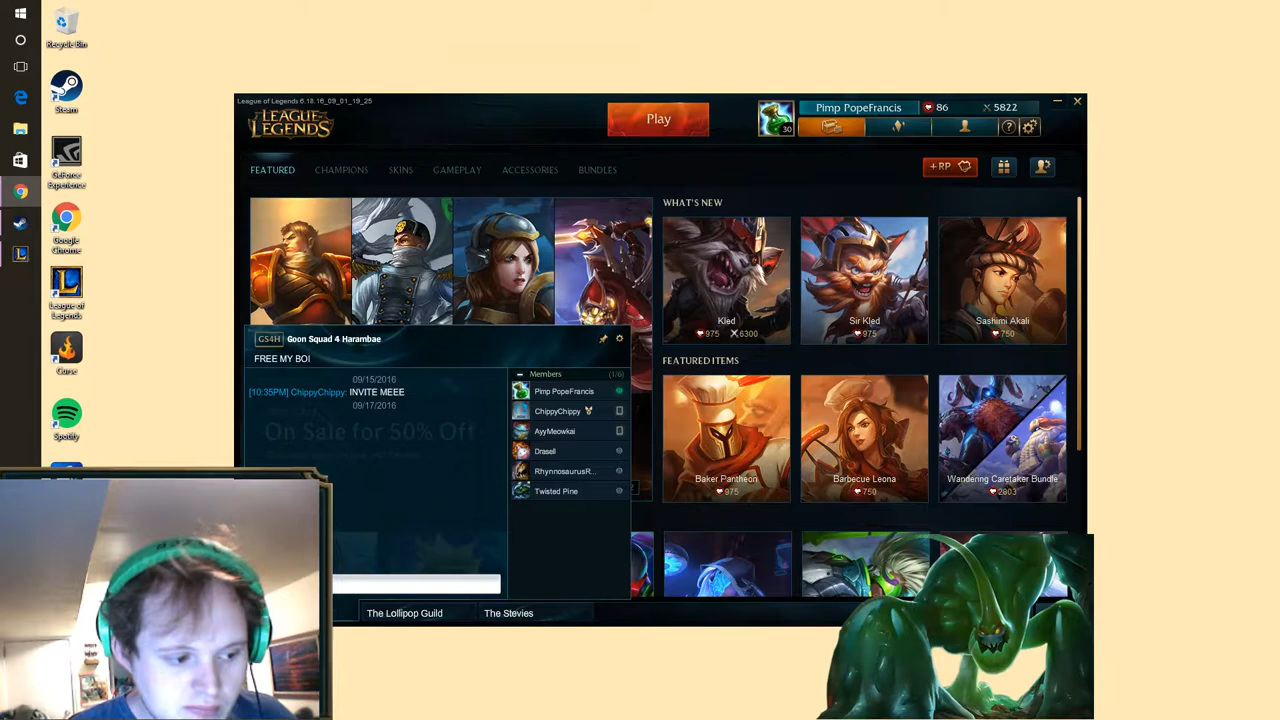 Recycle Bin
Steam
GeForce
Experience
Google
Chrome
League of
Legends
Curse
Spotify
League of Legends 6.18.16_09_01_19_25
LEAGUE OF
LEGENDS
Play
30
Pimp PopeFrancis
86
5822
?
FEATURED
CHAMPIONS
SKINS
GAMEPLAY
ACCESSORIES
BUNDLES
+RP
WHAT'S NEW
Kled
975 6300
Sir Kled
975
Sashimi Akali
750
FEATURED ITEMS
Baker Pantheon
975
Barbecue Leona
750
Wandering Caretaker Bundle
2803
GS4H Goon Squad 4 Harambae
FREE MY BOI
09/15/2016
[10:35PM] ChippyChippy: INVITE MEEE
09/17/2016
On Sale for 50% Off
Members (1/6)
Pimp PopeFrancis
ChippyChippy
AyyMeowkai
Drasell
RhynnosaurusR...
Twisted Pine
The Lollipop Guild
The Stevies